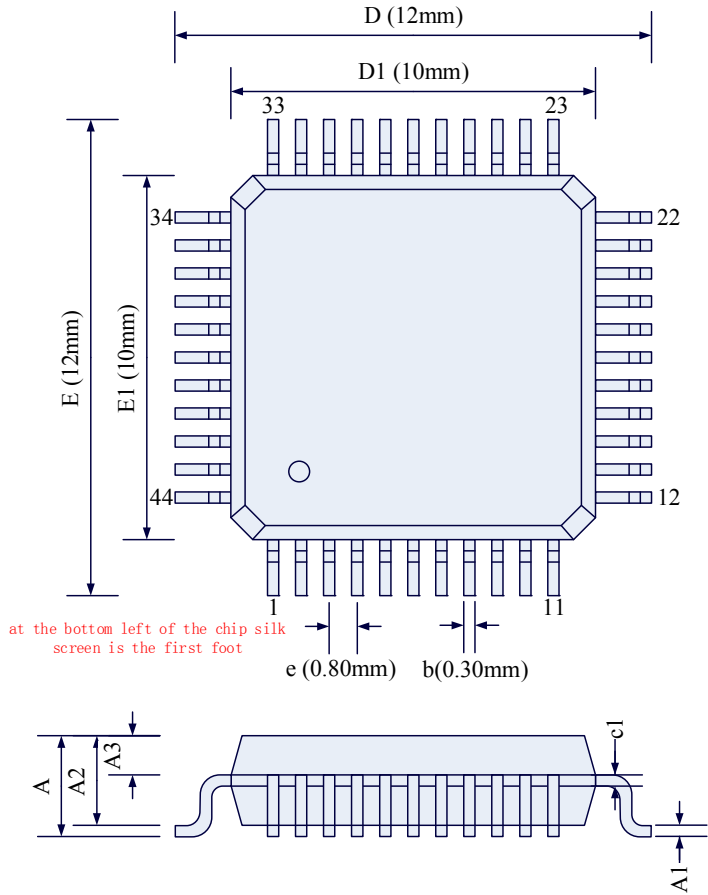 D (12mm)
D1 (10mm)
33
23
34
22
E (12mm)
E1 (10mm)
44
12
1
11
at the bottom left of the chip silk
screen is the first foot
e (0.80mm)
b(0.30mm)
A
A2
A3
c1
A1